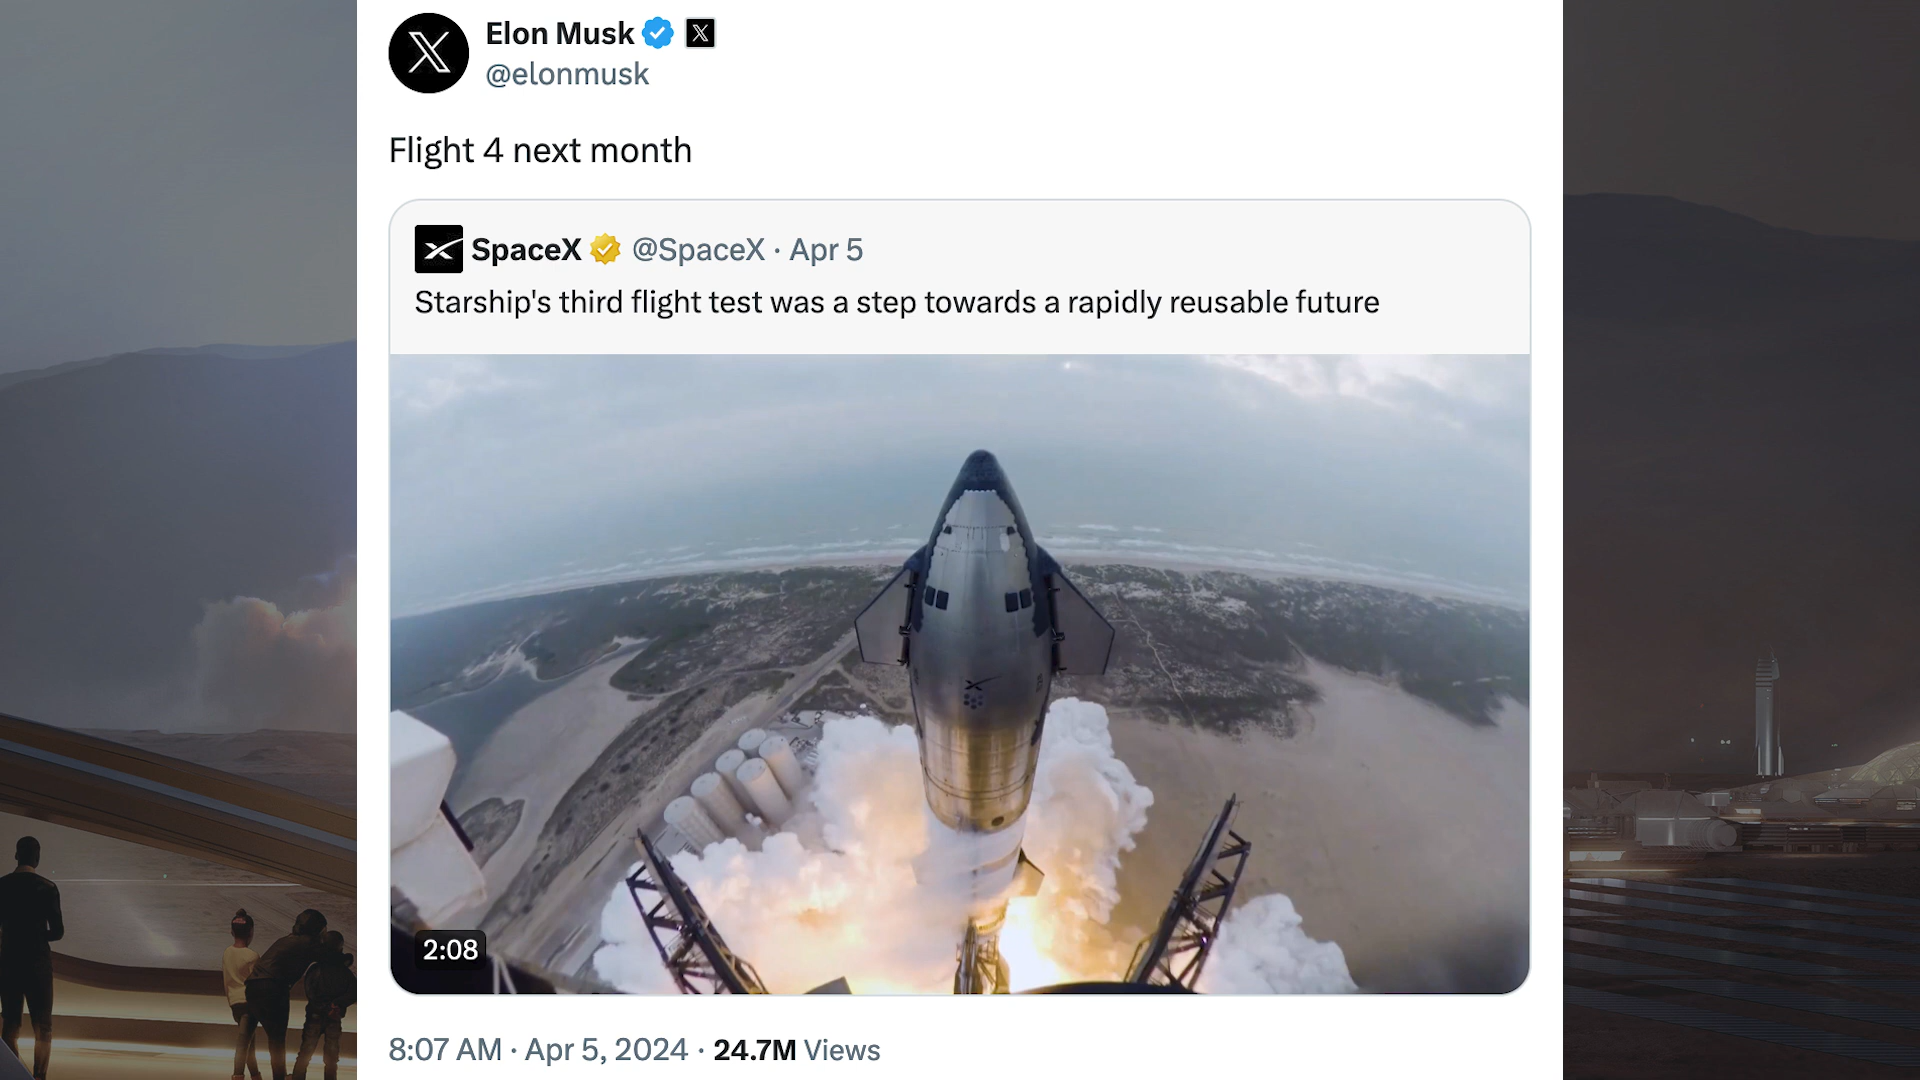 Elon Musk
@elonmusk
Flight 4 next month
SpaceX @SpaceX · Apr 5
Starship's third flight test was a step towards a rapidly reusable future
2:08
8:07 AM · Apr 5, 2024 · 24.7M Views